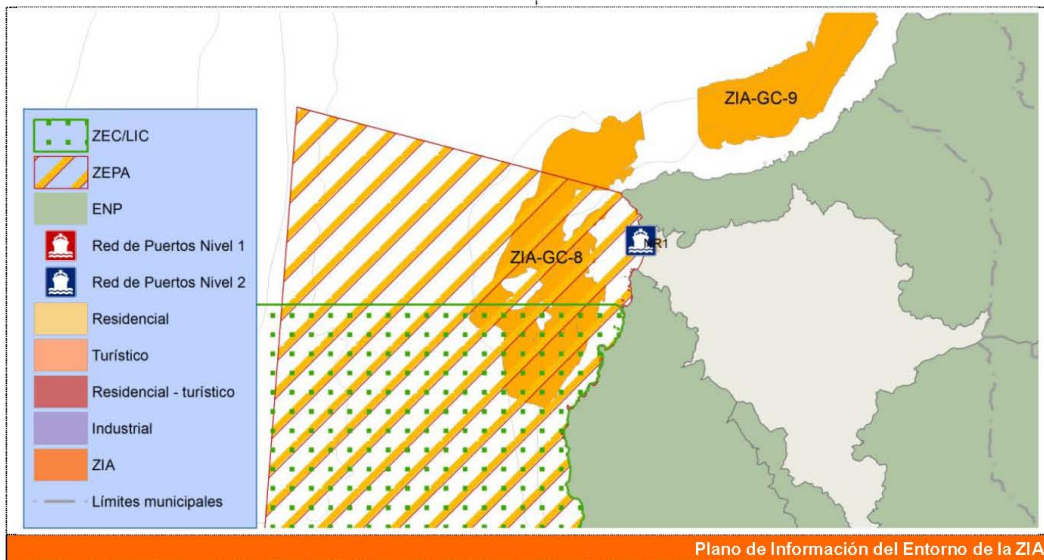 ZIA-GC-9
ZEC/LIC
ZEPA
ENP
Red de Puertos Nivel 1
NR1
ZIA-GC-8
Red de Puertos Nivel 2
Residencial
Turístico
Residencial - turístico
Industrial
ZIA
Límites municipales
Plano de Información del Entorno de la ZIA